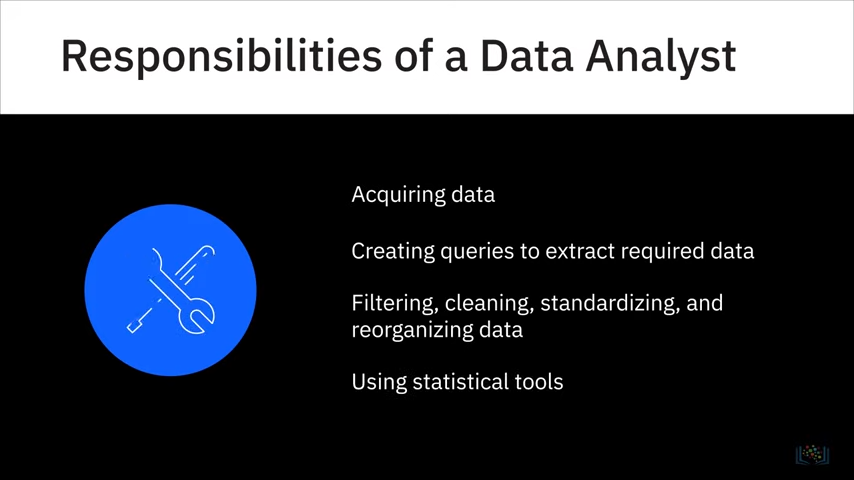 Responsibilities of a Data Analyst
Acquiring data
Creating queries to extract required data
Filtering, cleaning, standardizing, and
reorganizing data
Using statistical tools